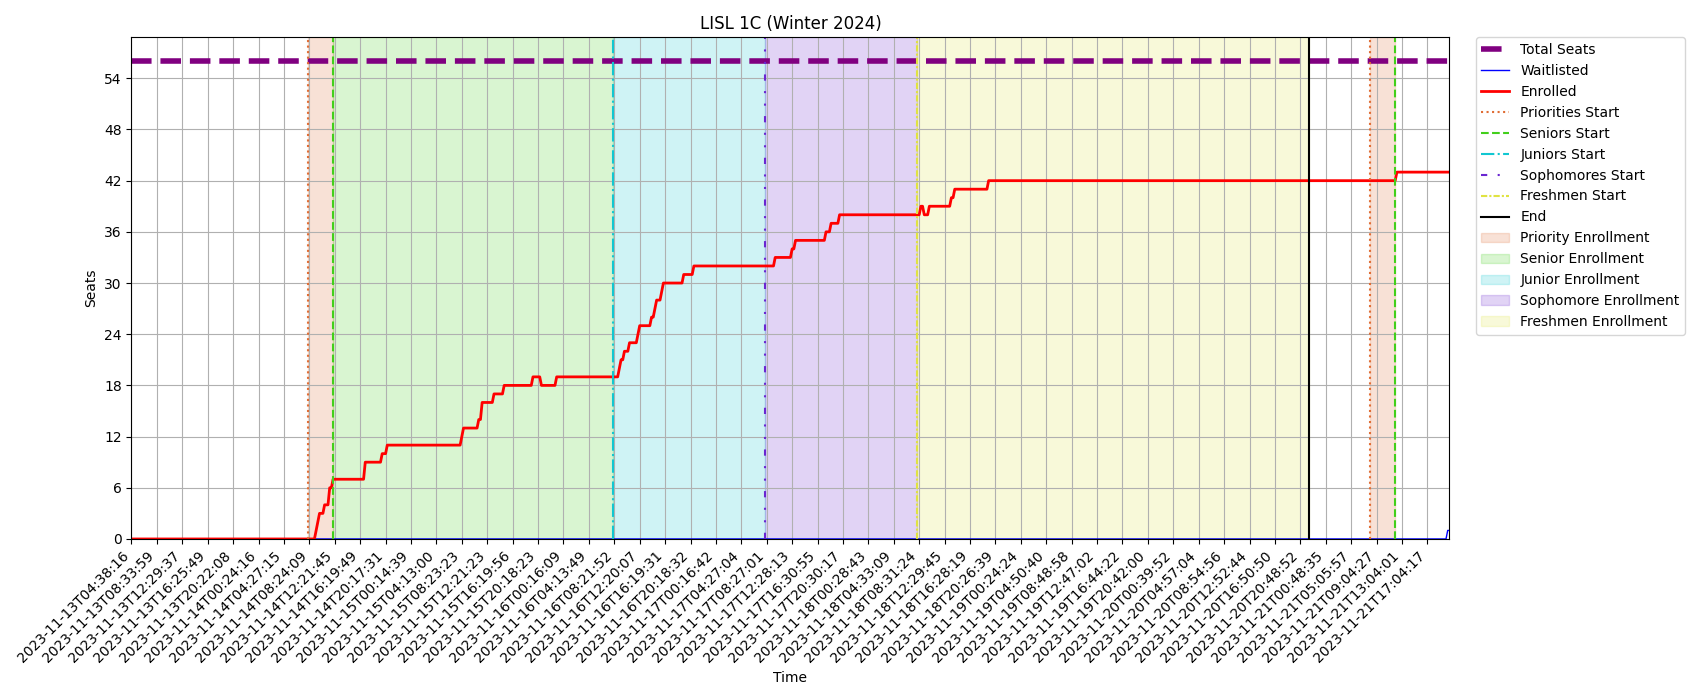 LISL 1C (Winter 2024)
Total Seats
Waitlisted
Enrolled
Priorities Start
Seniors Start
Juniors Start
Sophomores Start
Freshmen Start
End
Priority Enrollment
Senior Enrollment
Junior Enrollment
Sophomore Enrollment
Freshmen Enrollment
Seats
54
48
42
36
30
24
18
12
6
0
2023-11-13T04:38:16
2023-11-13T08:33:59
2023-11-13T12:29:37
2023-11-13T16:25:49
2023-11-13T20:22:08
2023-11-14T00:24:16
2023-11-14T04:27:15
2023-11-14T08:24:09
2023-11-14T12:21:45
2023-11-14T16:19:49
2023-11-14T20:17:31
2023-11-15T00:14:39
2023-11-15T04:13:00
2023-11-15T08:23:23
2023-11-15T12:21:23
2023-11-15T16:19:56
2023-11-15T20:18:23
2023-11-16T00:16:09
2023-11-16T04:13:49
2023-11-16T08:21:52
2023-11-16T12:20:07
2023-11-16T16:19:31
2023-11-16T20:18:32
2023-11-17T00:16:42
2023-11-17T04:27:04
2023-11-17T08:27:01
2023-11-17T12:28:13
2023-11-17T16:30:55
2023-11-17T20:30:17
2023-11-18T00:28:43
2023-11-18T04:33:09
2023-11-18T08:31:24
2023-11-18T12:29:45
2023-11-18T16:28:19
2023-11-18T20:26:39
2023-11-19T00:24:24
2023-11-19T04:50:40
2023-11-19T08:48:58
2023-11-19T12:47:02
2023-11-19T16:44:22
2023-11-19T20:42:00
2023-11-20T00:39:52
2023-11-20T04:57:04
2023-11-20T08:54:56
2023-11-20T12:52:44
2023-11-20T16:50:50
2023-11-20T20:48:52
2023-11-21T00:48:35
2023-11-21T05:05:57
2023-11-21T09:04:27
2023-11-21T13:04:01
2023-11-21T17:04:17
Time